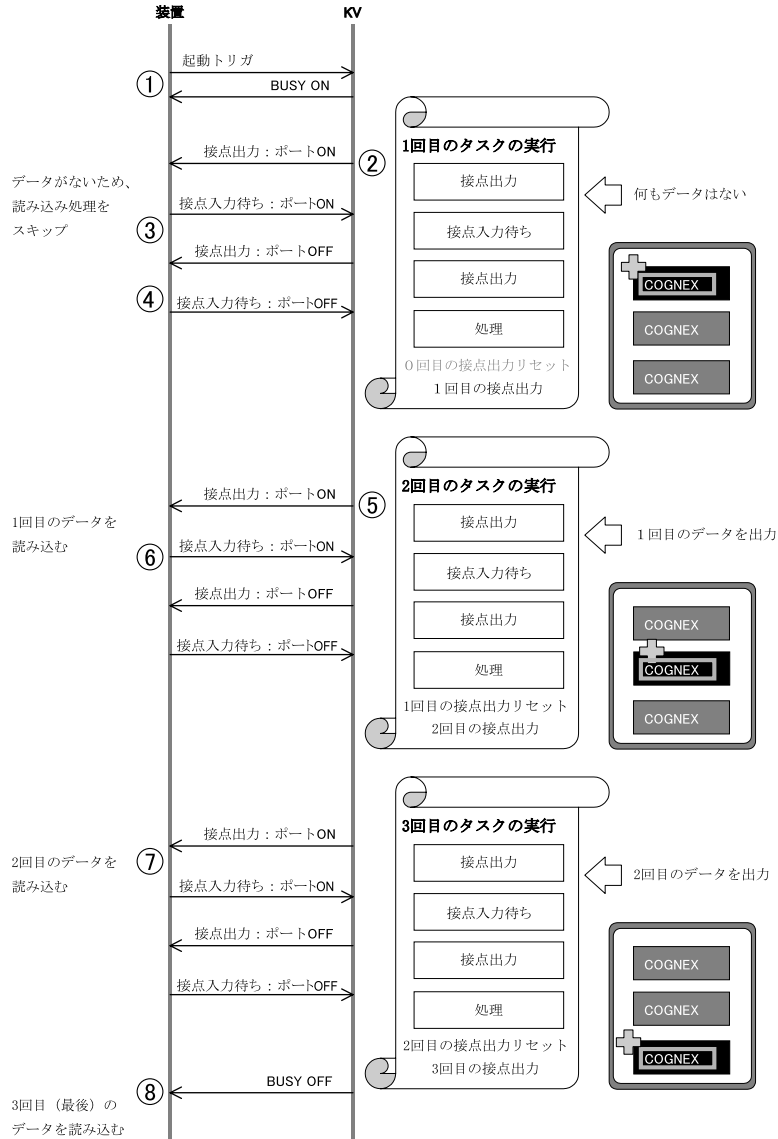 装置
KV
起動トリガ
①
BUSY ON
接点出力：ポートON
②
データがないため、
読み込み処理を
スキップ
接点入力待ち：ポートON
③
接点出力：ポートOFF
④
接点入力待ち：ポートOFF
1回目のタスクの実行
接点出力
接点入力待ち
接点出力
処理
０回目の接点出力リセット
１回目の接点出力
何もデータはない
COGNEX
COGNEX
COGNEX
接点出力：ポートON
⑤
1回目のデータを
読み込む
接点入力待ち：ポートON
⑥
接点出力：ポートOFF
接点入力待ち：ポートOFF
2回目のタスクの実行
接点出力
接点入力待ち
接点出力
処理
1回目の接点出力リセット
2回目の接点出力
１回目のデータを出力
COGNEX
COGNEX
COGNEX
接点出力：ポートON
⑦
2回目のデータを
読み込む
接点入力待ち：ポートON
接点出力：ポートOFF
接点入力待ち：ポートOFF
3回目のタスクの実行
接点出力
接点入力待ち
接点出力
処理
2回目の接点出力リセット
3回目の接点出力
2回目のデータを出力
COGNEX
COGNEX
COGNEX
BUSY OFF
⑧
3回目（最後）の
データを読み込む